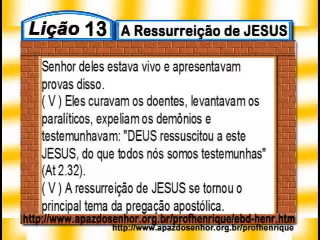 Lição 13
A Ressurreição de JESUS
Senhor deles estava vivo e apresentavam
provas disso.
( V ) Eles curavam os doentes, levantavam os
paralíticos, expeliam os demônios e
testemunhavam: "DEUS ressuscitou a este
JESUS, do que todos nós somos testemunhas"
(At 2.32).
( V ) A ressurreição de JESUS se tornou o
principal tema da pregação apostólica.
http://www.apazdosenhor.org.br/profhenrique/ebd-henr.htm
http://www.apazdosenhor.org.br/profhenrique